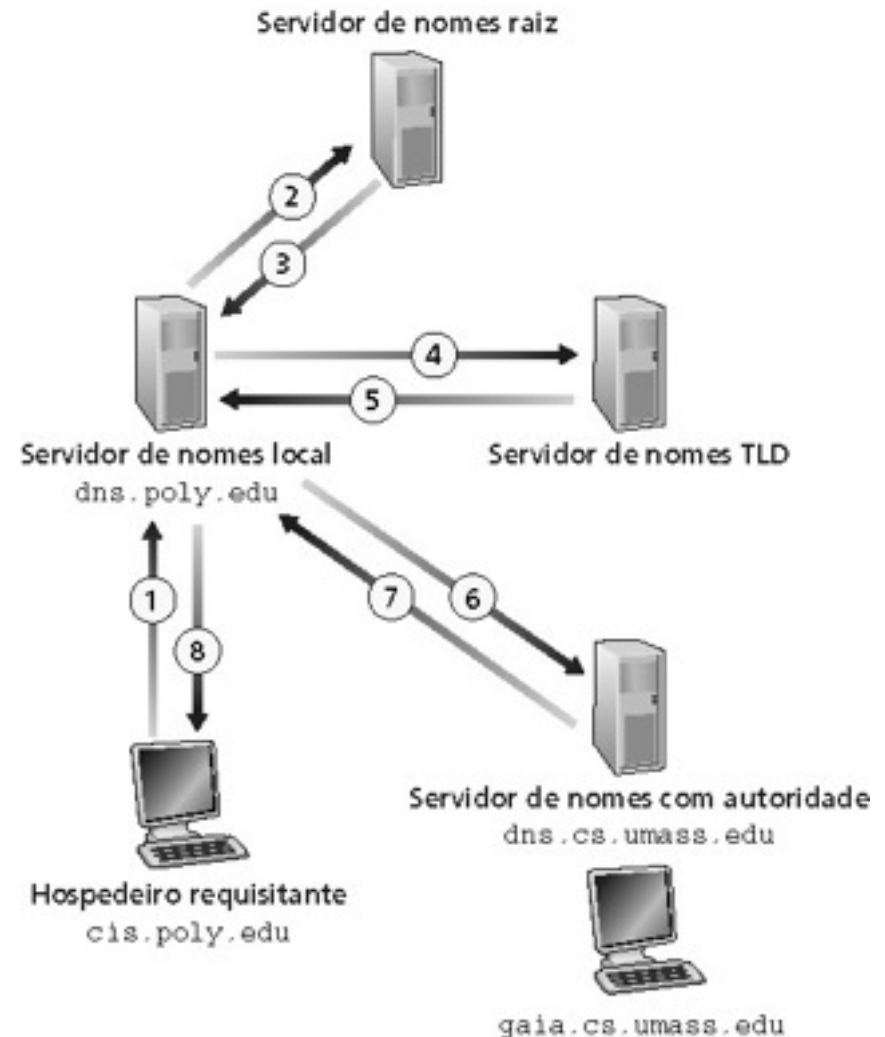 Servidor de nomes raiz
2
3
4
5
Servidor de nomes local
dns.poly.edu
Servidor de nomes TLD
1
8
7
6
Hospedeiro requisitante
cis.poly.edu
Servidor de nomes com autoridade
dns.cs.umass.edu
gaia.cs.umass.edu